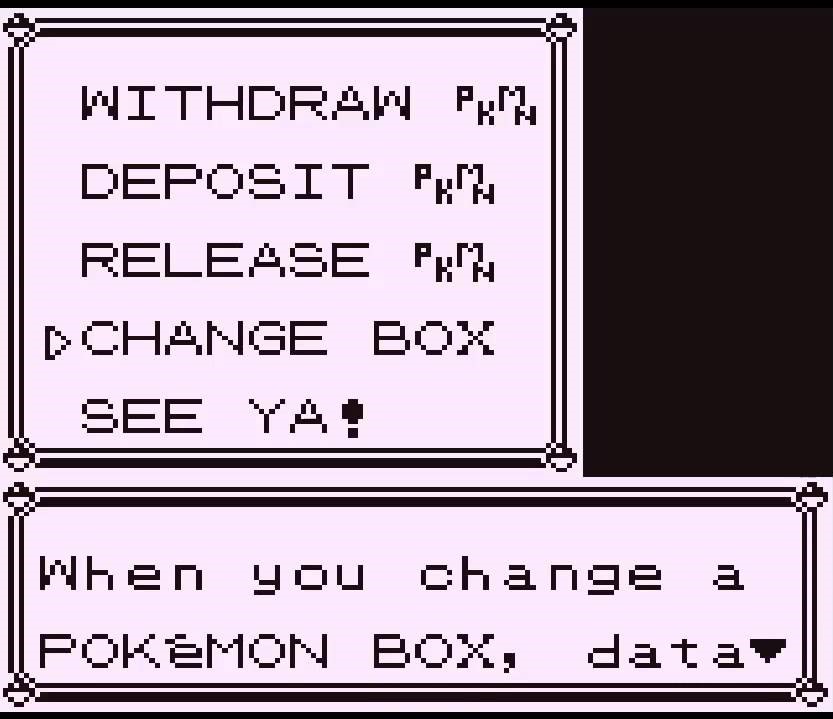 WITHDRAW PKMN
DEPOSIT PKMN
RELEASE PKMN
▷CHANGE BOX
SEE YA!
When you change a
POKéMON BOX, data▼